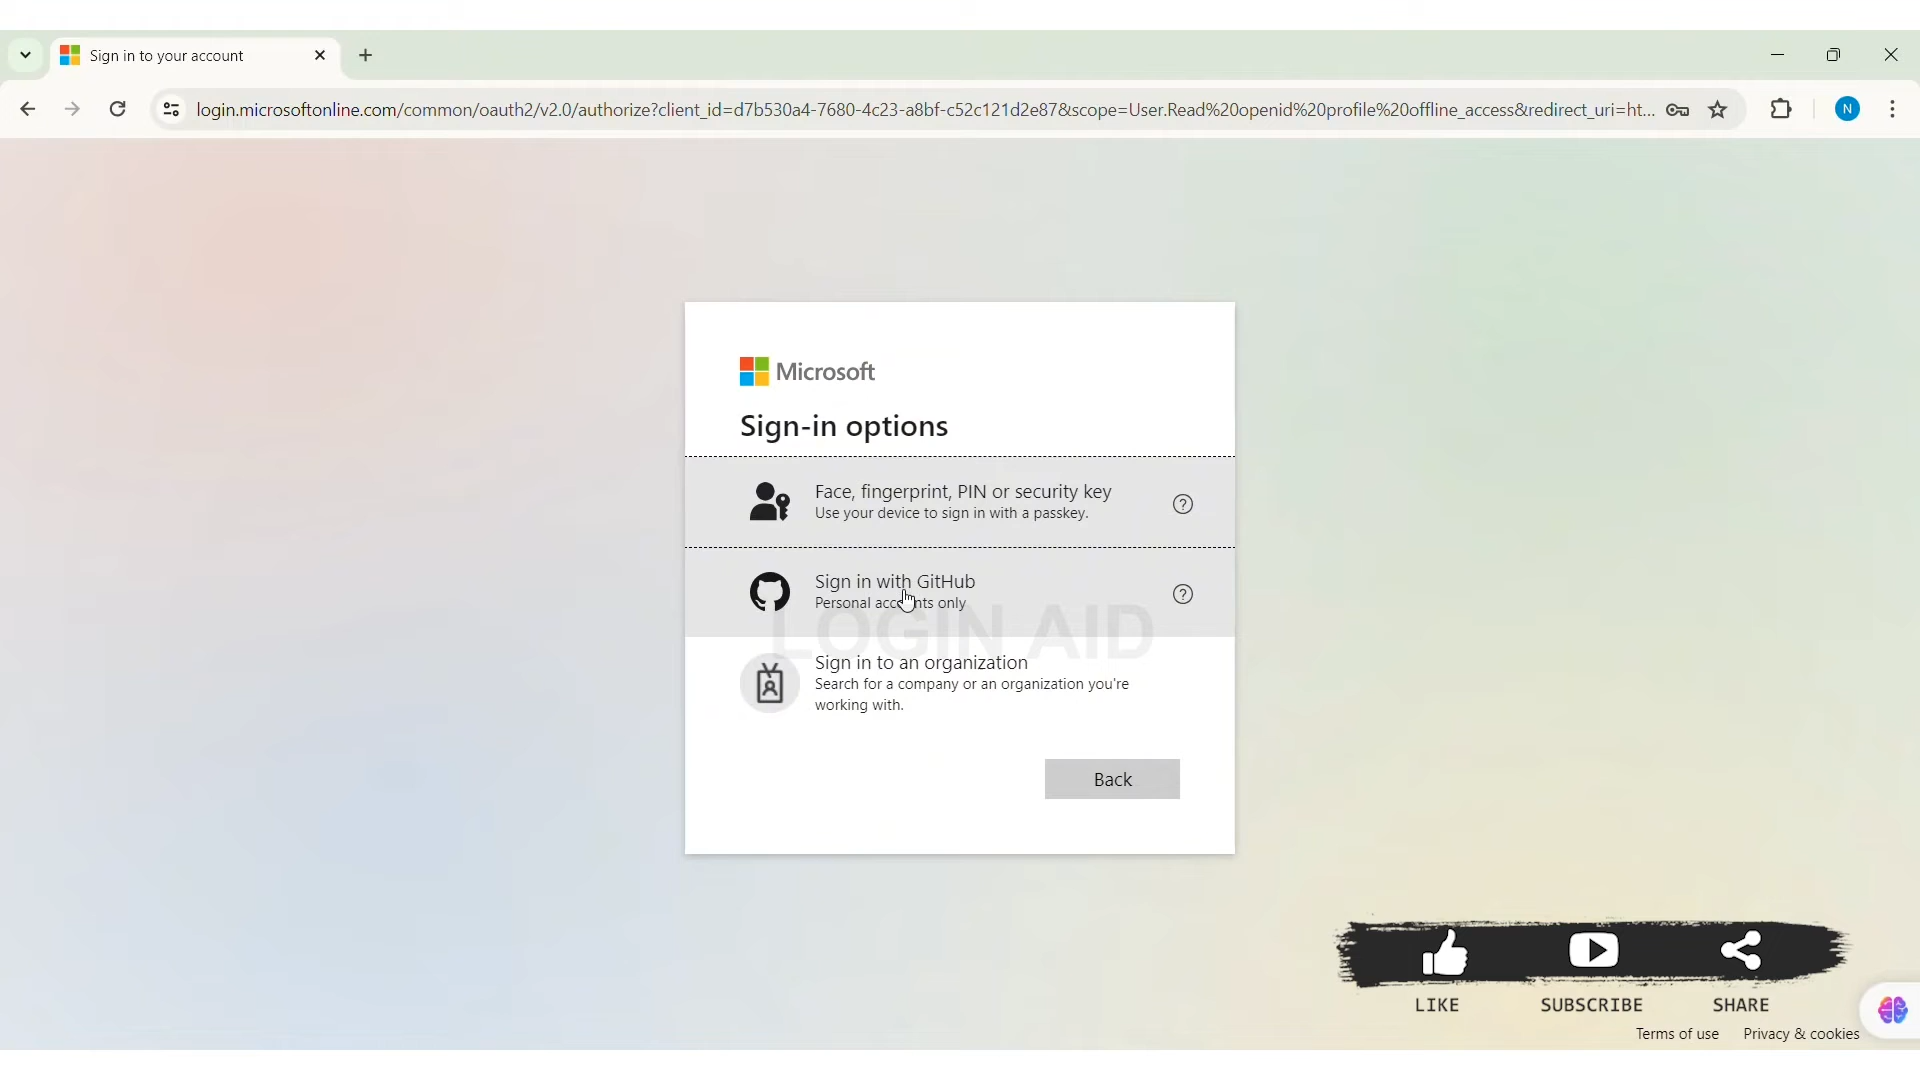 Sign in to your account
login.microsoftonline.com/common/oauth2/v2.0/authorize?client_id=d7b530a4-7680-4c23-a8bf-c52c121d2e87&scope=User.Read%20openid%20profile%20offline_access&redirect_uri=ht...
N
Microsoft
Sign-in options
Face, fingerprint, PIN or security key
Use your device to sign in with a passkey.
?
Sign in with GitHub
Personal accounts only
?
LOGIN AID
Sign in to an organization
Search for a company or an organization you're
working with.
Back
LIKE SUBSCRIBE SHARE
Terms of use Privacy & cookies